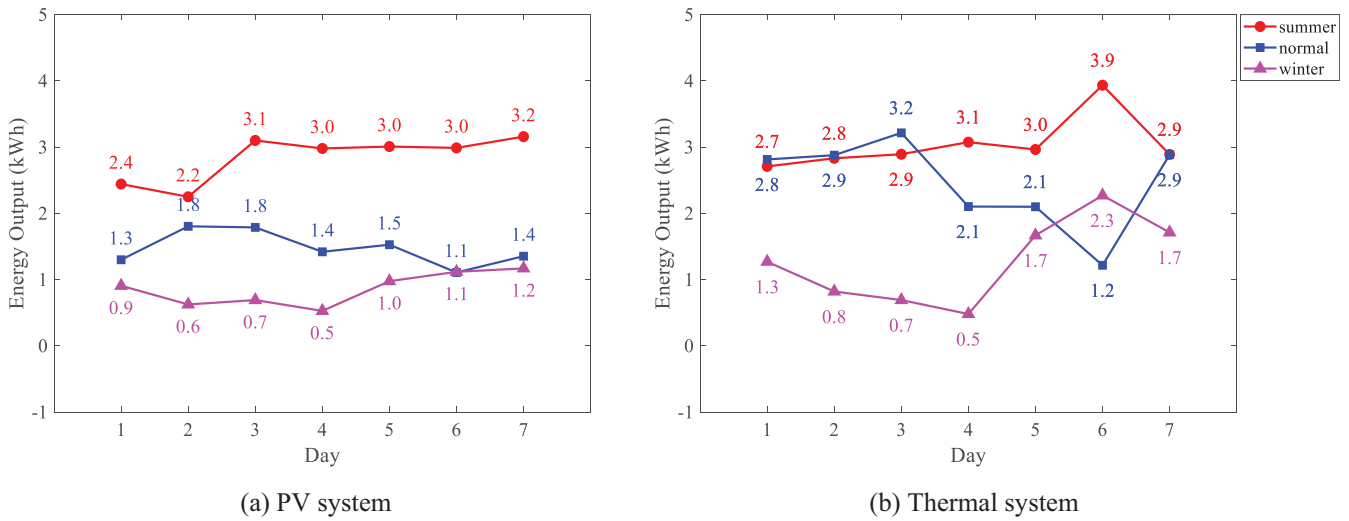 5
4
3
2
1
0
-1
Energy Output (kWh)
2.4 2.2 3.1 3.0 3.0 3.0 3.2
1.3 1.8 1.8 1.4 1.5 1.1 1.4
0.9 0.6 0.7 0.5 1.0 1.1 1.2
1 2 3 4 5 6 7
Day
(a) PV system
5
4
3
2
1
0
-1
Energy Output (kWh)
2.7 2.8 2.9 3.1 3.0 3.9 2.9
2.8 2.9 3.2 2.1 2.1 1.2 2.9
1.3 0.8 0.7 0.5 1.7 2.3 1.7
1 2 3 4 5 6 7
Day
(b) Thermal system
summer
normal
winter